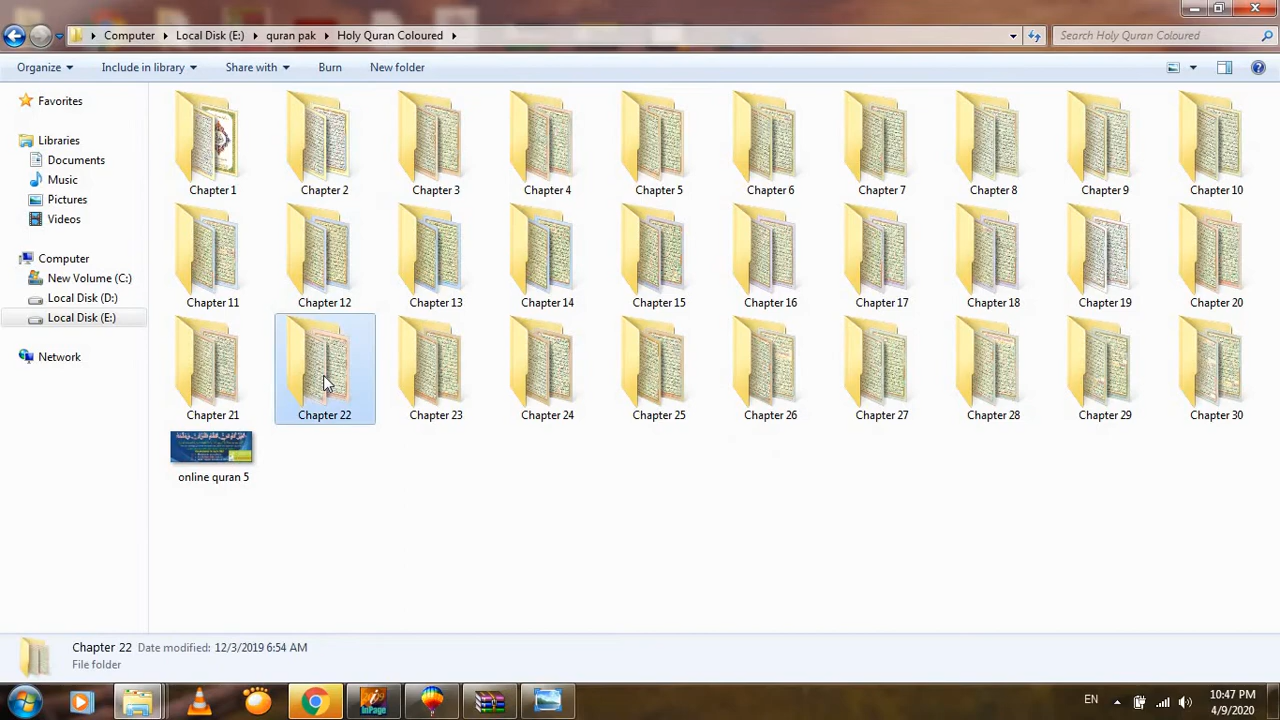 Computer Local Disk (E:) quran pak Holy Quran Coloured
Search Holy Quran Coloured
Organize Include in library Share with Burn New folder
Favorites
Libraries
Documents
Music
Pictures
Videos
Computer
New Volume (C:)
Local Disk (D:)
Local Disk (E:)
Network
Chapter 1 Chapter 2 Chapter 3 Chapter 4 Chapter 5 Chapter 6 Chapter 7 Chapter 8 Chapter 9 Chapter 10
Chapter 11 Chapter 12 Chapter 13 Chapter 14 Chapter 15 Chapter 16 Chapter 17 Chapter 18 Chapter 19 Chapter 20
Chapter 21 Chapter 22 Chapter 23 Chapter 24 Chapter 25 Chapter 26 Chapter 27 Chapter 28 Chapter 29 Chapter 30
online quran 5
Chapter 22 Date modified: 12/3/2019 6:54 AM
File folder
InPage
EN
10:47 PM
4/9/2020